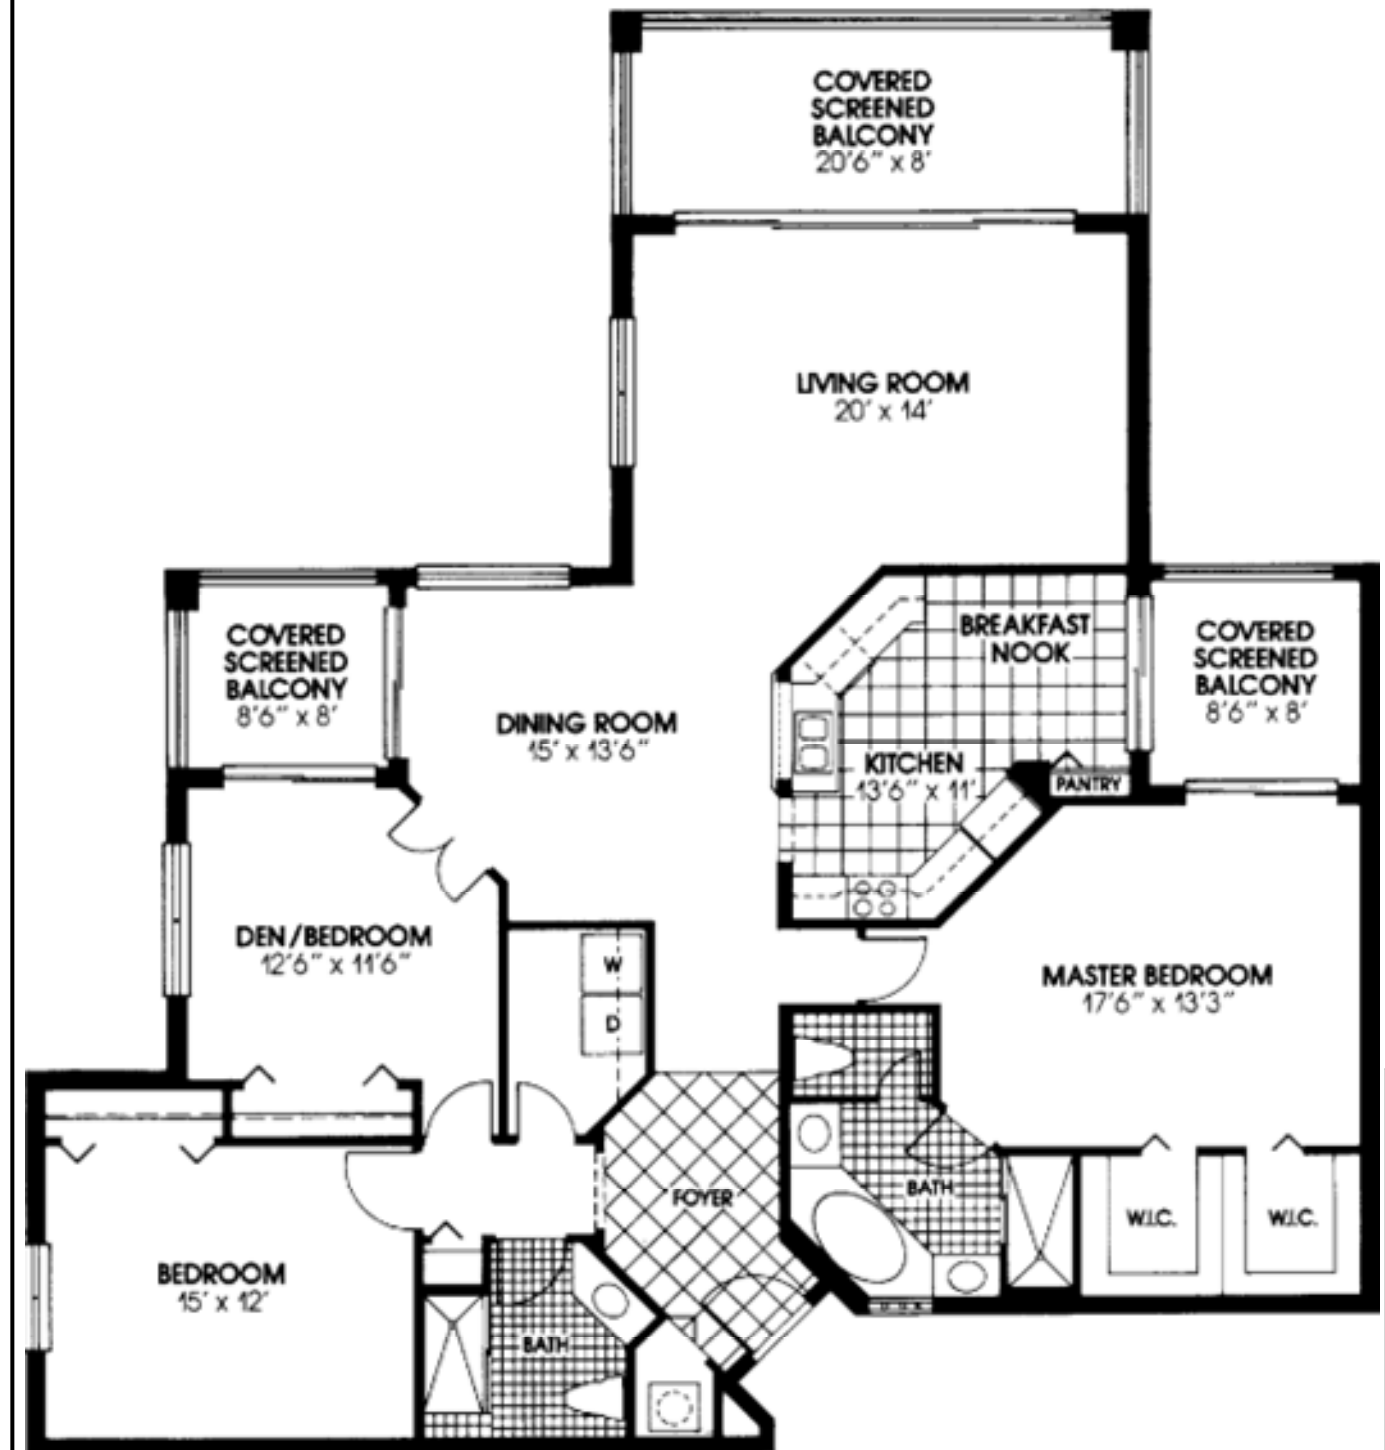 COVERED
SCREENED
BALCONY
20'6" x 8'
LIVING ROOM
20' x 14'
COVERED
SCREENED
BALCONY
8'6" x 8'
DINING ROOM
15' x 13'6"
BREAKFAST
NOOK
KITCHEN
13'6" x 11'
PANTRY
COVERED
SCREENED
BALCONY
8'6" x 8'
DEN/BEDROOM
12'6" x 11'6"
W
D
MASTER BEDROOM
17'6" x 13'3"
FOYER
BATH
W.I.C.
W.I.C.
BEDROOM
15' x 12'
BATH